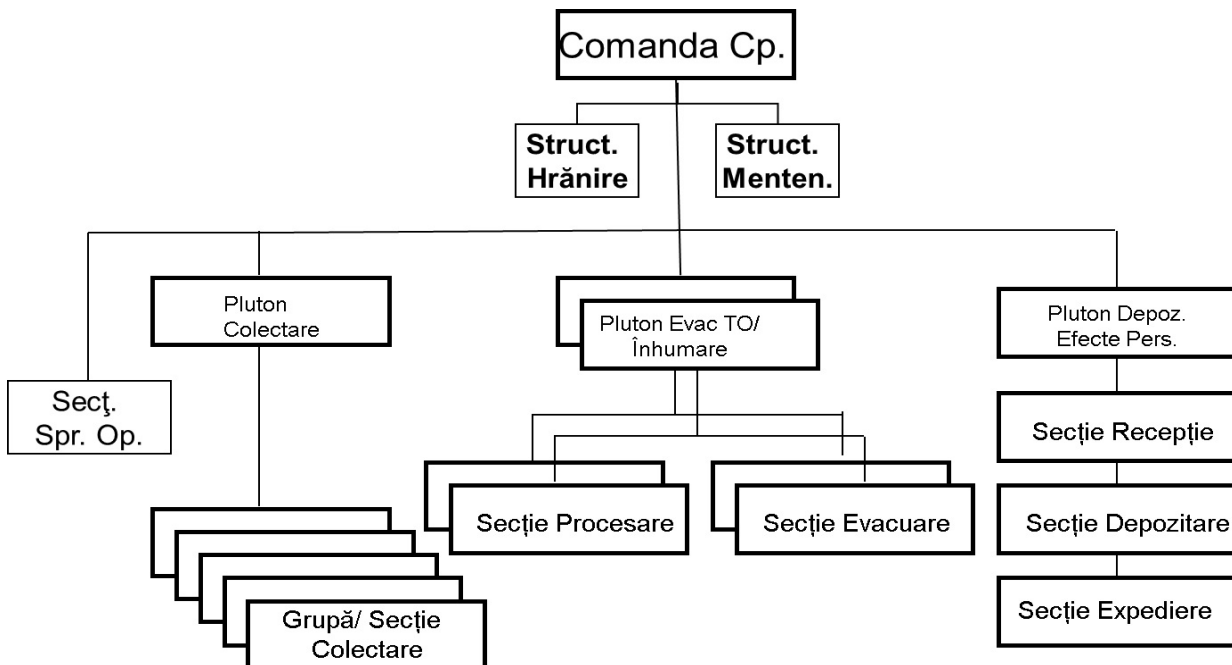 Comanda Cp.
Struct.
Hrănire
Struct.
Menten.
Pluton
Colectare
Pluton Evac TO/
Înhumare
Pluton Depoz.
Efecte Pers.
Secţ.
Spr. Op.
Secție Recepție
Secție Procesare
Secție Evacuare
Secție Depozitare
Grupă/ Secție
Colectare
Secție Expediere